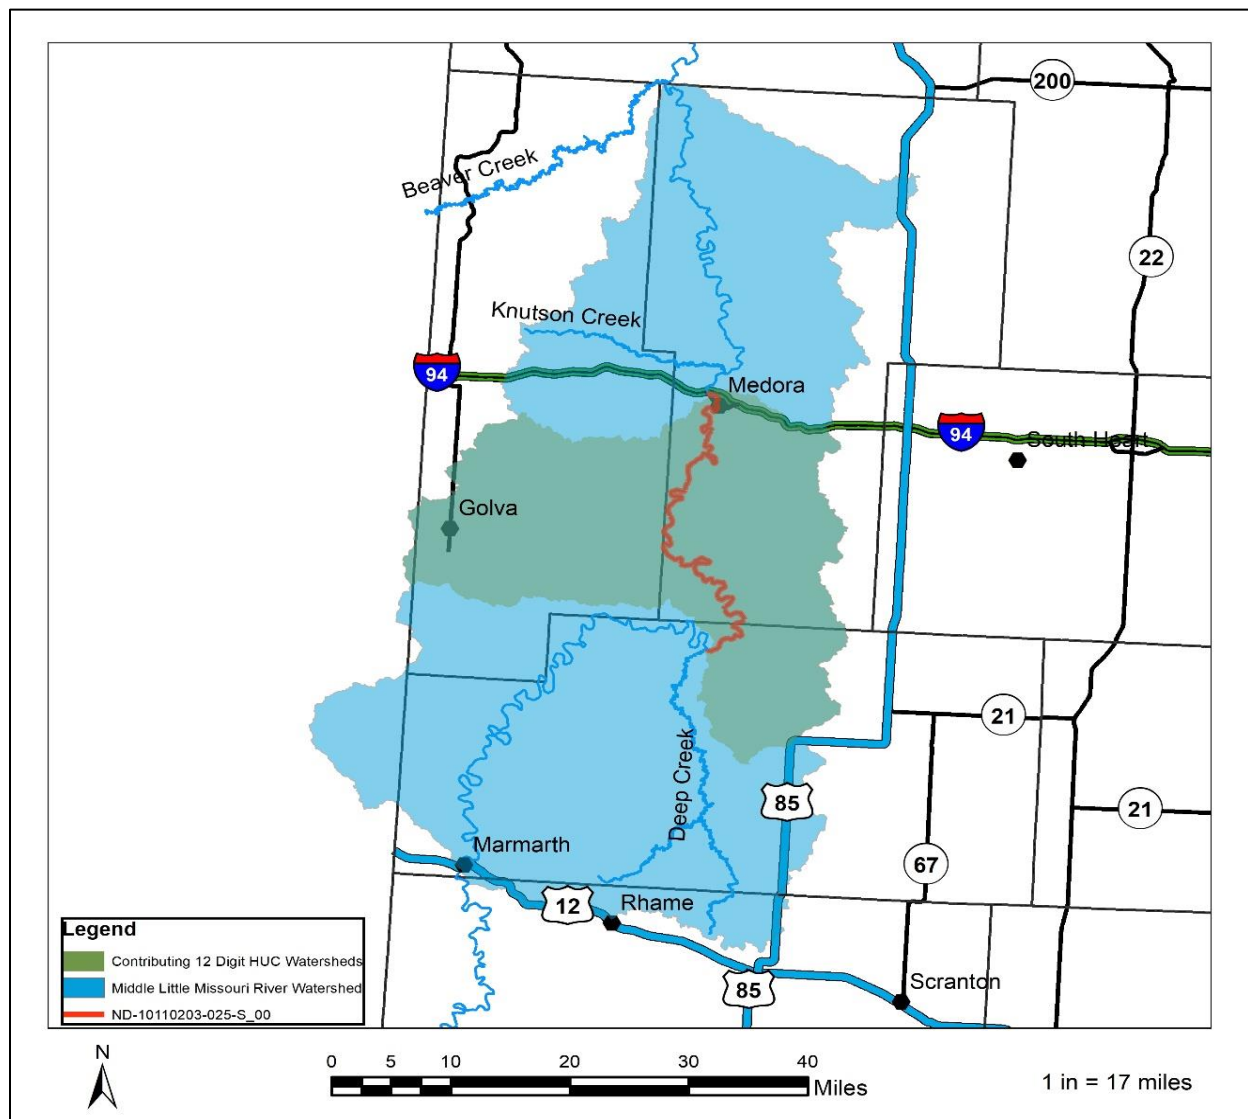 200
Beaver Creek
22
Knutson Creek
94
Medora
94
South Heart
Golva
21
Deep Creek
85
21
Marmarth
67
12
Rhame
85
Scranton
Legend
Contributing 12 Digit HUC Watersheds
Middle Little Missouri River Watershed
ND-10110203-025-S_00
N
0 5 10 20 30 40
Miles
1 in = 17 miles